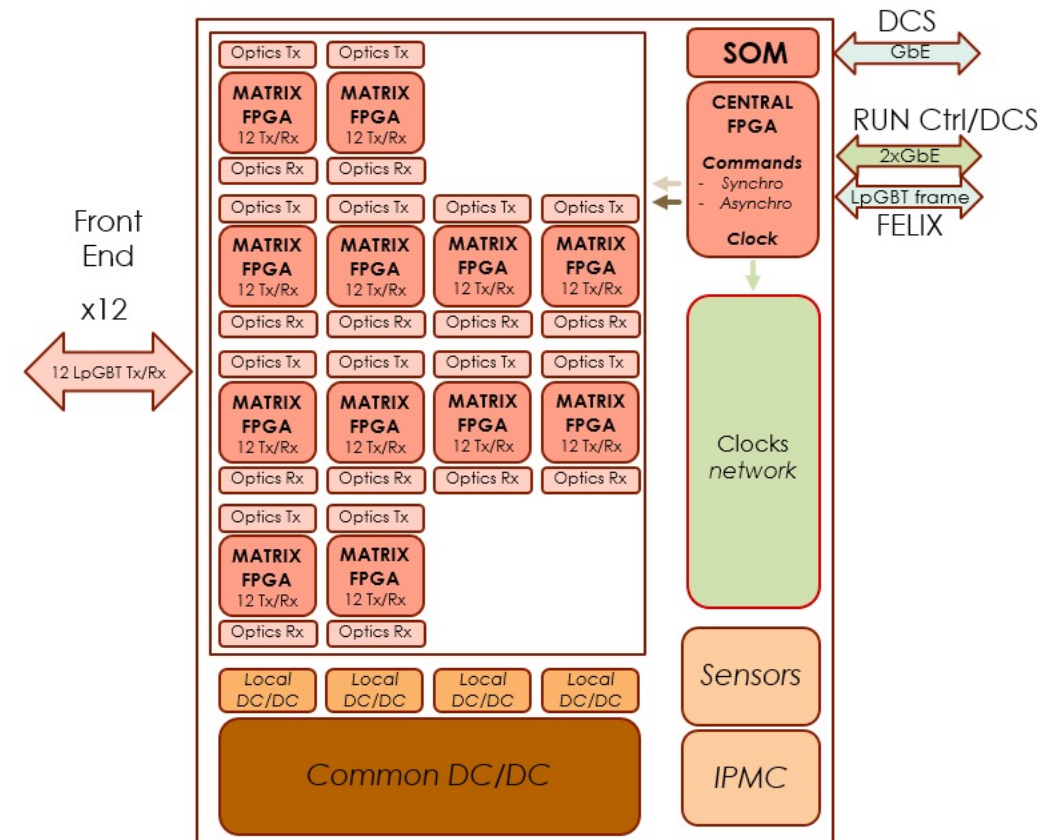 DCS
GbE
SOM
CENTRAL
FPGA
Commands
- Synchro
- Asynchro
Clock
RUN Ctrl/DCS
2xGbE
LpGBT frame
FELIX
Front
End
x12
12 LpGBT Tx/Rx
Optics Tx Optics Tx
MATRIX MATRIX
FPGA FPGA
12 Tx/Rx 12 Tx/Rx
Optics Rx Optics Rx
Optics Tx Optics Tx Optics Tx Optics Tx
MATRIX MATRIX MATRIX MATRIX
FPGA FPGA FPGA FPGA
12 Tx/Rx 12 Tx/Rx 12 Tx/Rx 12 Tx/Rx
Optics Rx Optics Rx Optics Rx Optics Rx
Optics Tx Optics Tx Optics Tx Optics Tx
MATRIX MATRIX MATRIX MATRIX
FPGA FPGA FPGA FPGA
12 Tx/Rx 12 Tx/Rx 12 Tx/Rx 12 Tx/Rx
Optics Rx Optics Rx Optics Rx Optics Rx
Optics Tx Optics Tx
MATRIX MATRIX
FPGA FPGA
12 Tx/Rx 12 Tx/Rx
Optics Rx Optics Rx
Clocks
network
Sensors
IPMC
Local Local Local Local
DC/DC DC/DC DC/DC DC/DC
Common DC/DC